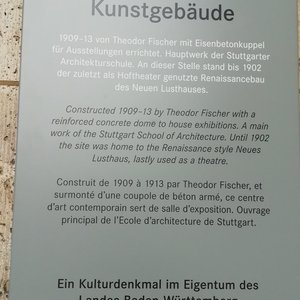 Kunstgebäude
1909-13 von Theodor Fischer mit Eisenbetonkuppel
für Ausstellungen errichtet. Hauptwerk der Stuttgarter
Architekturschule. An dieser Stelle stand bis 1902
der zuletzt als Hoftheater genutzte Renaissancebau
des Neuen Lusthauses.
Constructed 1909-13 by Theodor Fischer with a
reinforced concrete dome to house exhibitions. A main
work of the Stuttgart School of Architecture. Until 1902
the site was home to the Renaissance style Neues
Lusthaus, lastly used as a theatre.
Construit de 1909 à 1913 par Theodor Fischer, et
surmonté d'une coupole de béton armé, ce centre
d'art contemporain sert de salle d'exposition. Ouvrage
principal de l'Ecole d'architecture de Stuttgart.
Ein Kulturdenkmal im Eigentum des
Landes Baden-Württemberg